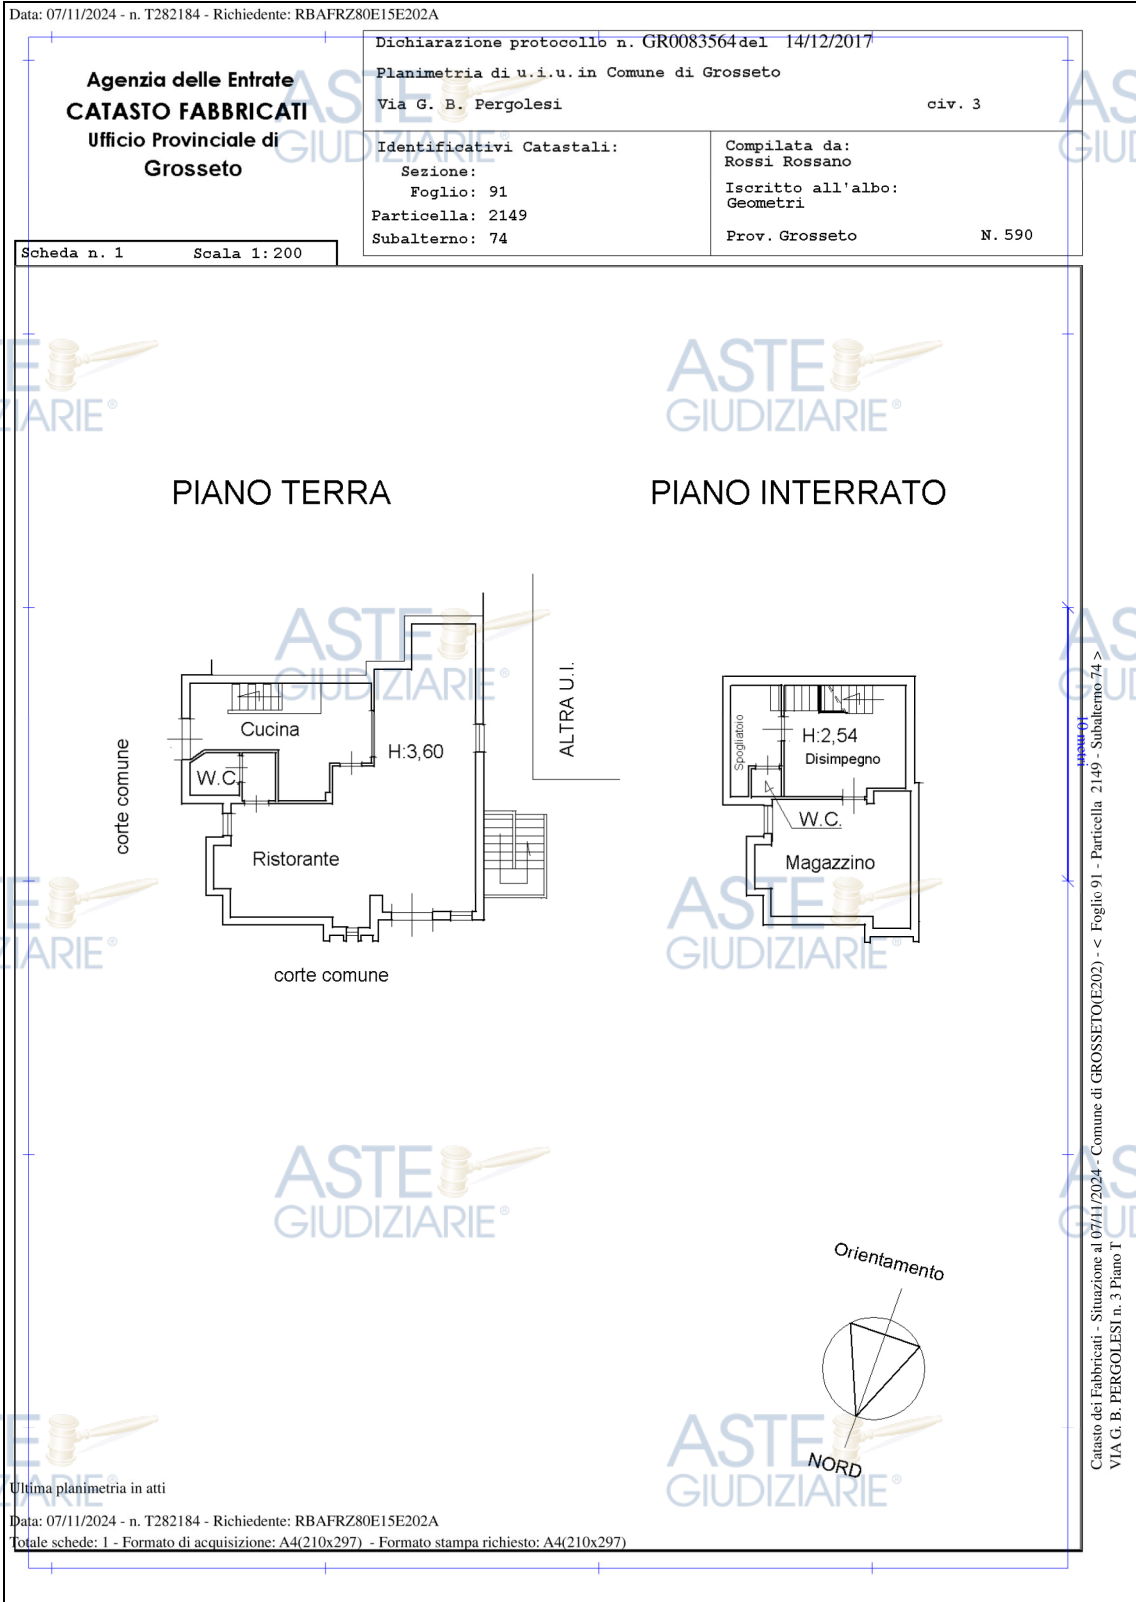 Data: 07/11/2024 - n. T282184 - Richiedente: RBAFRZ80E15E202A
Agenzia delle Entrate
CATASTO FABBRICATI
Ufficio Provinciale di
Grosseto
Dichiarazione protocollo n. GR0083564 del 14/12/2017
Planimetria di u.i.u. in Comune di Grosseto
Via G. B. Pergolesi civ. 3
Identificativi Catastali:
Sezione:
Foglio: 91
Particella: 2149
Subalterno: 74
Compilata da:
Rossi Rossano
Iscritto all'albo:
Geometri
Prov. Grosseto N. 590
Scheda n. 1 Scala 1:200
PIANO TERRA
PIANO INTERRATO
ALTRA U.I.
Cucina
H:3,60
W.C.
corte comune
Ristorante
corte comune
Spogliatoio
H:2,54
Disimpegno
W.C.
Magazzino
10 metri
Orientamento
NORD
Catasto dei Fabbricati - Situazione al 07/11/2024 - Comune di GROSSETO(E202) - < Foglio 91 - Particella 2149 - Subalterno 74 >
VIA G. B. PERGOLESI n. 3 Piano T
Ultima planimetria in atti
Data: 07/11/2024 - n. T282184 - Richiedente: RBAFRZ80E15E202A
Totale schede: 1 - Formato di acquisizione: A4(210x297) - Formato stampa richiesto: A4(210x297)
ASTE
GIUDIZIARIE®